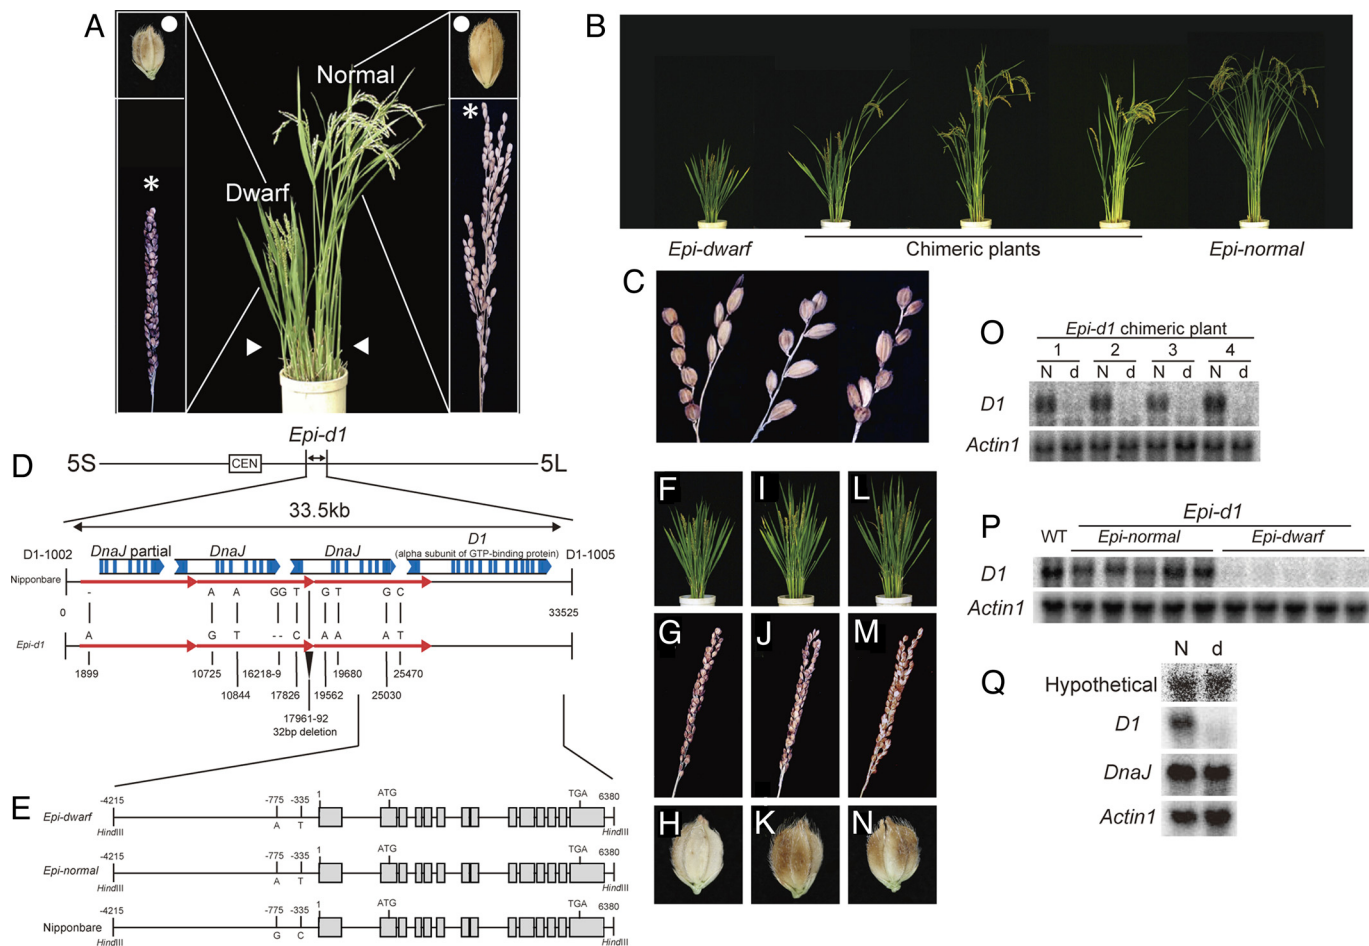 A
Normal
*
*
Dwarf
B
Epi-dwarf
Chimeric plants
Epi-normal
C
D
Epi-d1
5S
CEN
5L
33.5kb
D1-1002
DnaJ partial
DnaJ
DnaJ
D1
(alpha subunit of GTP-binding protein)
D1-1005
Nipponbare
- A A GG T G T G C
0
33525
A G T - - C A A A T
Epi-d1
1899
10725
16218-9
19680
25470
10844
17826
19562
25030
17961-92
32bp deletion
E
-4215 -775 -335 1 ATG TGA 6380
Epi-dwarf
HindIII A T HindIII
-4215 -775 -335 1 ATG TGA 6380
Epi-normal
HindIII A T HindIII
-4215 -775 -335 1 ATG TGA 6380
Nipponbare
HindIII G C HindIII
F
I
L
G
J
M
H
K
N
O
Epi-d1 chimeric plant
1 2 3 4
N d N d N d N d
D1
Actin1
P
Epi-d1
WT
Epi-normal
Epi-dwarf
D1
Actin1
Q
N d
Hypothetical
D1
DnaJ
Actin1